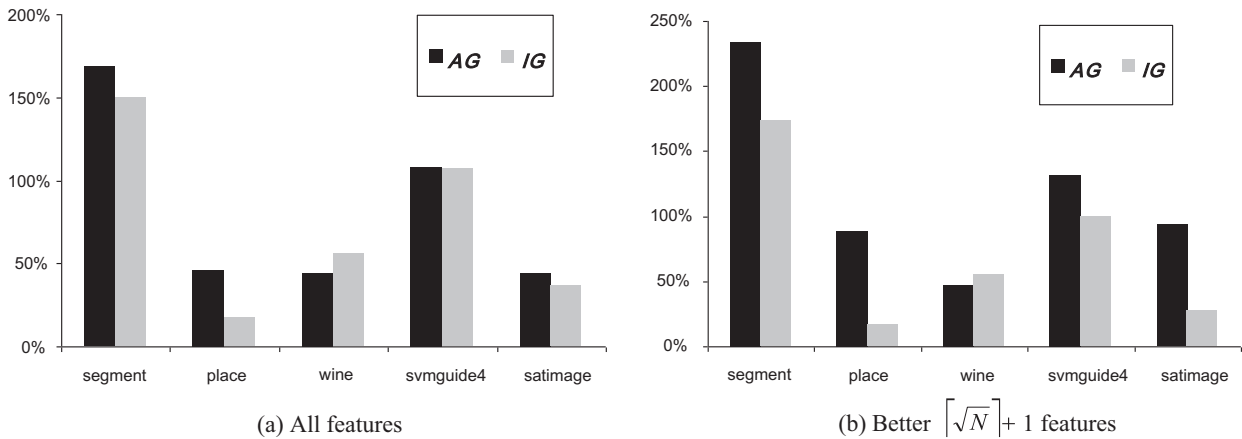 200%
150%
100%
50%
0%
AG IG
segment place wine svmguide4 satimage
(a) All features
250%
200%
150%
100%
50%
0%
AG IG
segment place wine svmguide4 satimage
(b) Better ⌈√N⌉ + 1 features